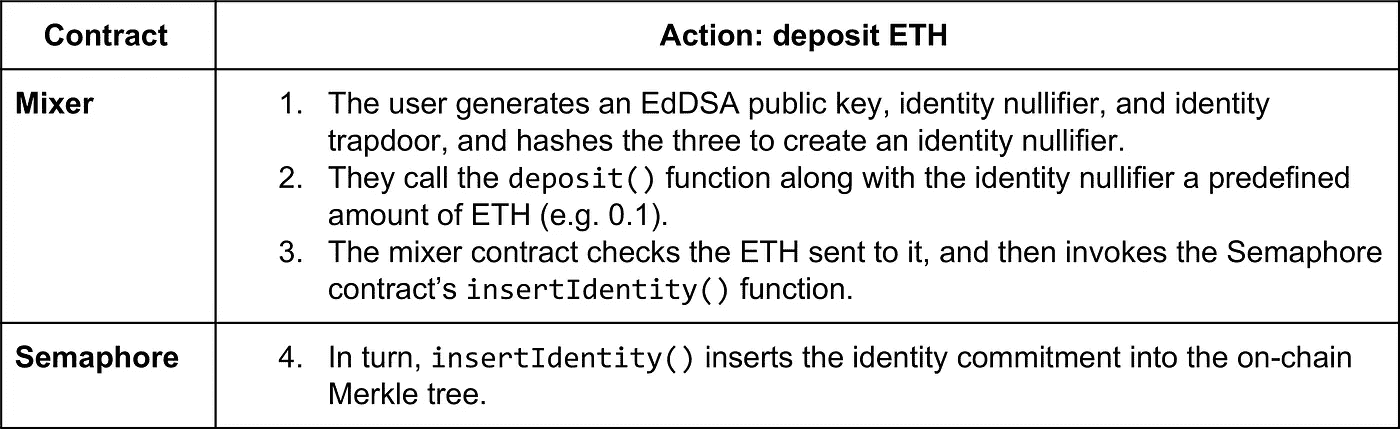 Contract
Action: deposit ETH
Mixer
1. The user generates an EdDSA public key, identity nullifier, and identity
trapdoor, and hashes the three to create an identity nullifier.
2. They call the deposit() function along with the identity nullifier a predefined
amount of ETH (e.g. 0.1).
3. The mixer contract checks the ETH sent to it, and then invokes the Semaphore
contract’s insertIdentity() function.
Semaphore
4. In turn, insertIdentity() inserts the identity commitment into the on-chain
Merkle tree.